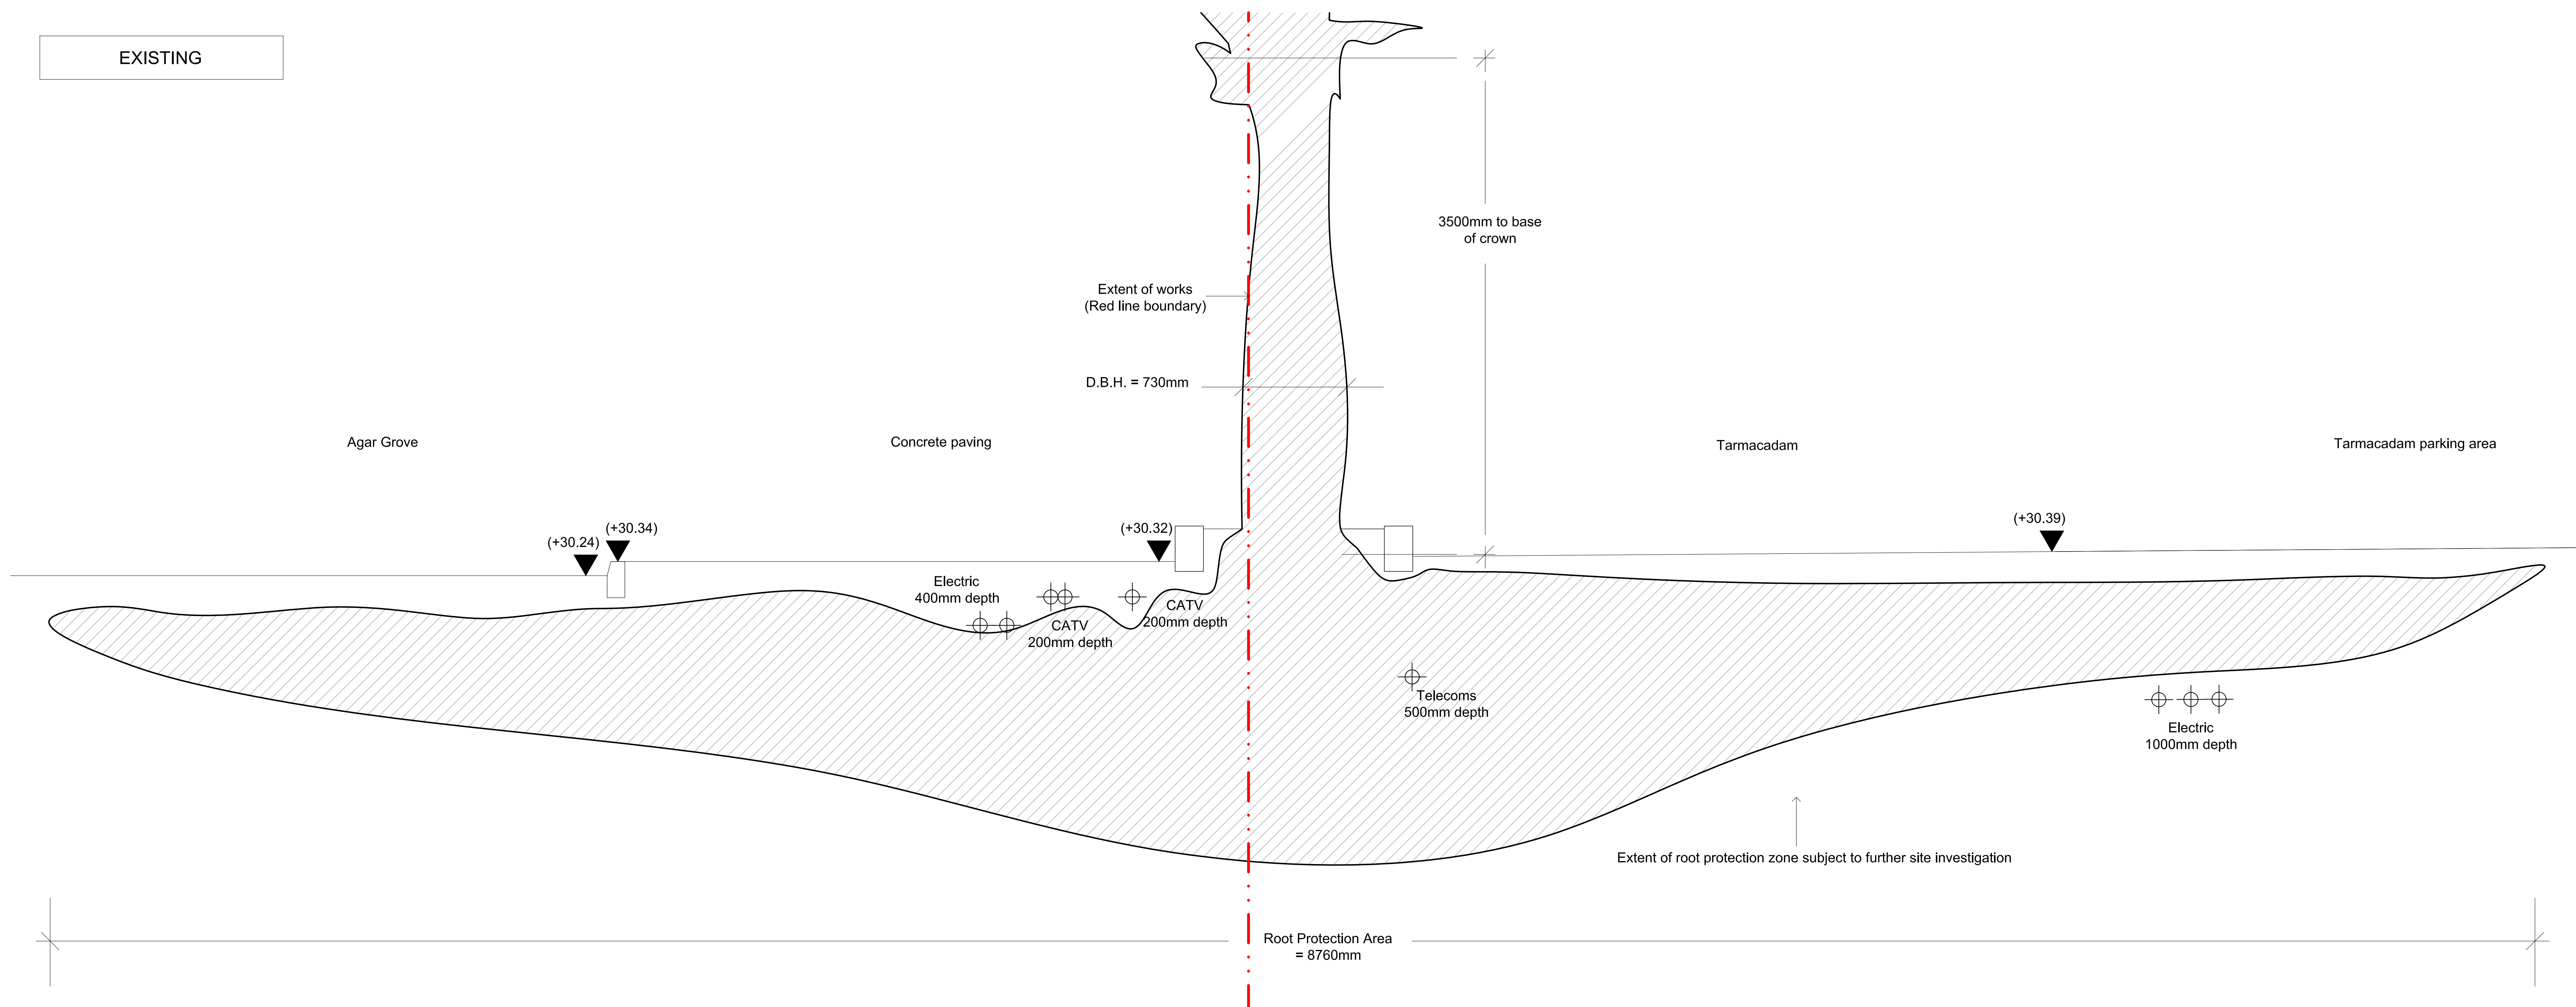 EXISTING
3500mm to base
of crown
Extent of works
(Red line boundary)
D.B.H. = 730mm
Agar Grove
Concrete paving
Tarmacadam
Tarmacadam parking area
(+30.24)
(+30.34)
(+30.32)
(+30.39)
Electric
400mm depth
CATV
200mm depth
CATV
200mm depth
Telecoms
500mm depth
Electric
1000mm depth
Extent of root protection zone subject to further site investigation
Root Protection Area
= 8760mm